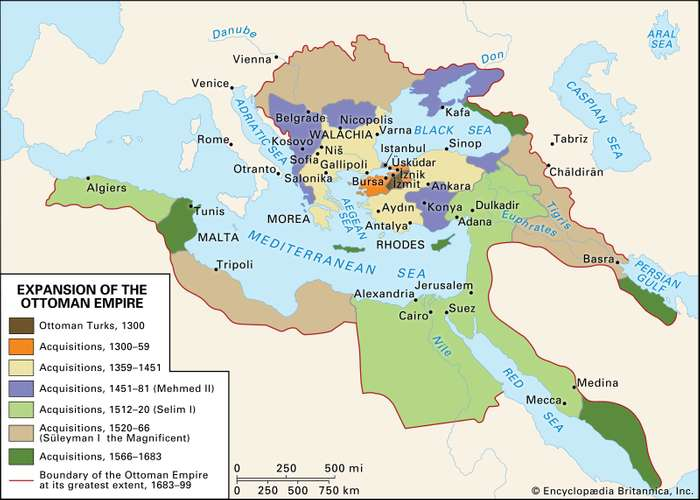 Danube
Don
ARAL
SEA
Vienna
Venice
ADRIATIC SEA
Belgrade
Nicopolis
Kafa
CASPIAN SEA
WALACHIA
Varna
BLACK SEA
Rome
Kosovo
Niš
Istanbul
Sinop
Tabrīz
Sofia
Otranto
Gallipoli
Üsküdar
Salonika
Bursa
İznik
İzmit
Ankara
Chāldirān
Algiers
Tunis
AEGEAN
SEA
Aydın
Konya
Dulkadir
Tigris
MOREA
Antalya
Adana
Euphrates
MALTA
MEDITERRANEAN SEA
RHODES
Basra
PERSIAN
GULF
Tripoli
Jerusalem
Alexandria
Cairo
Suez
Nile
RED
SEA
Medina
Mecca
EXPANSION OF THE
OTTOMAN EMPIRE
Ottoman Turks, 1300
Acquisitions, 1300–59
Acquisitions, 1359–1451
Acquisitions, 1451–81 (Mehmed II)
Acquisitions, 1512–20 (Selim I)
Acquisitions, 1520–66
(Süleyman I the Magnificent)
Acquisitions, 1566–1683
Boundary of the Ottoman Empire
at its greatest extent, 1683–99
0 250 500 mi
0 250 500 750 km
© Encyclopædia Britannica, Inc.